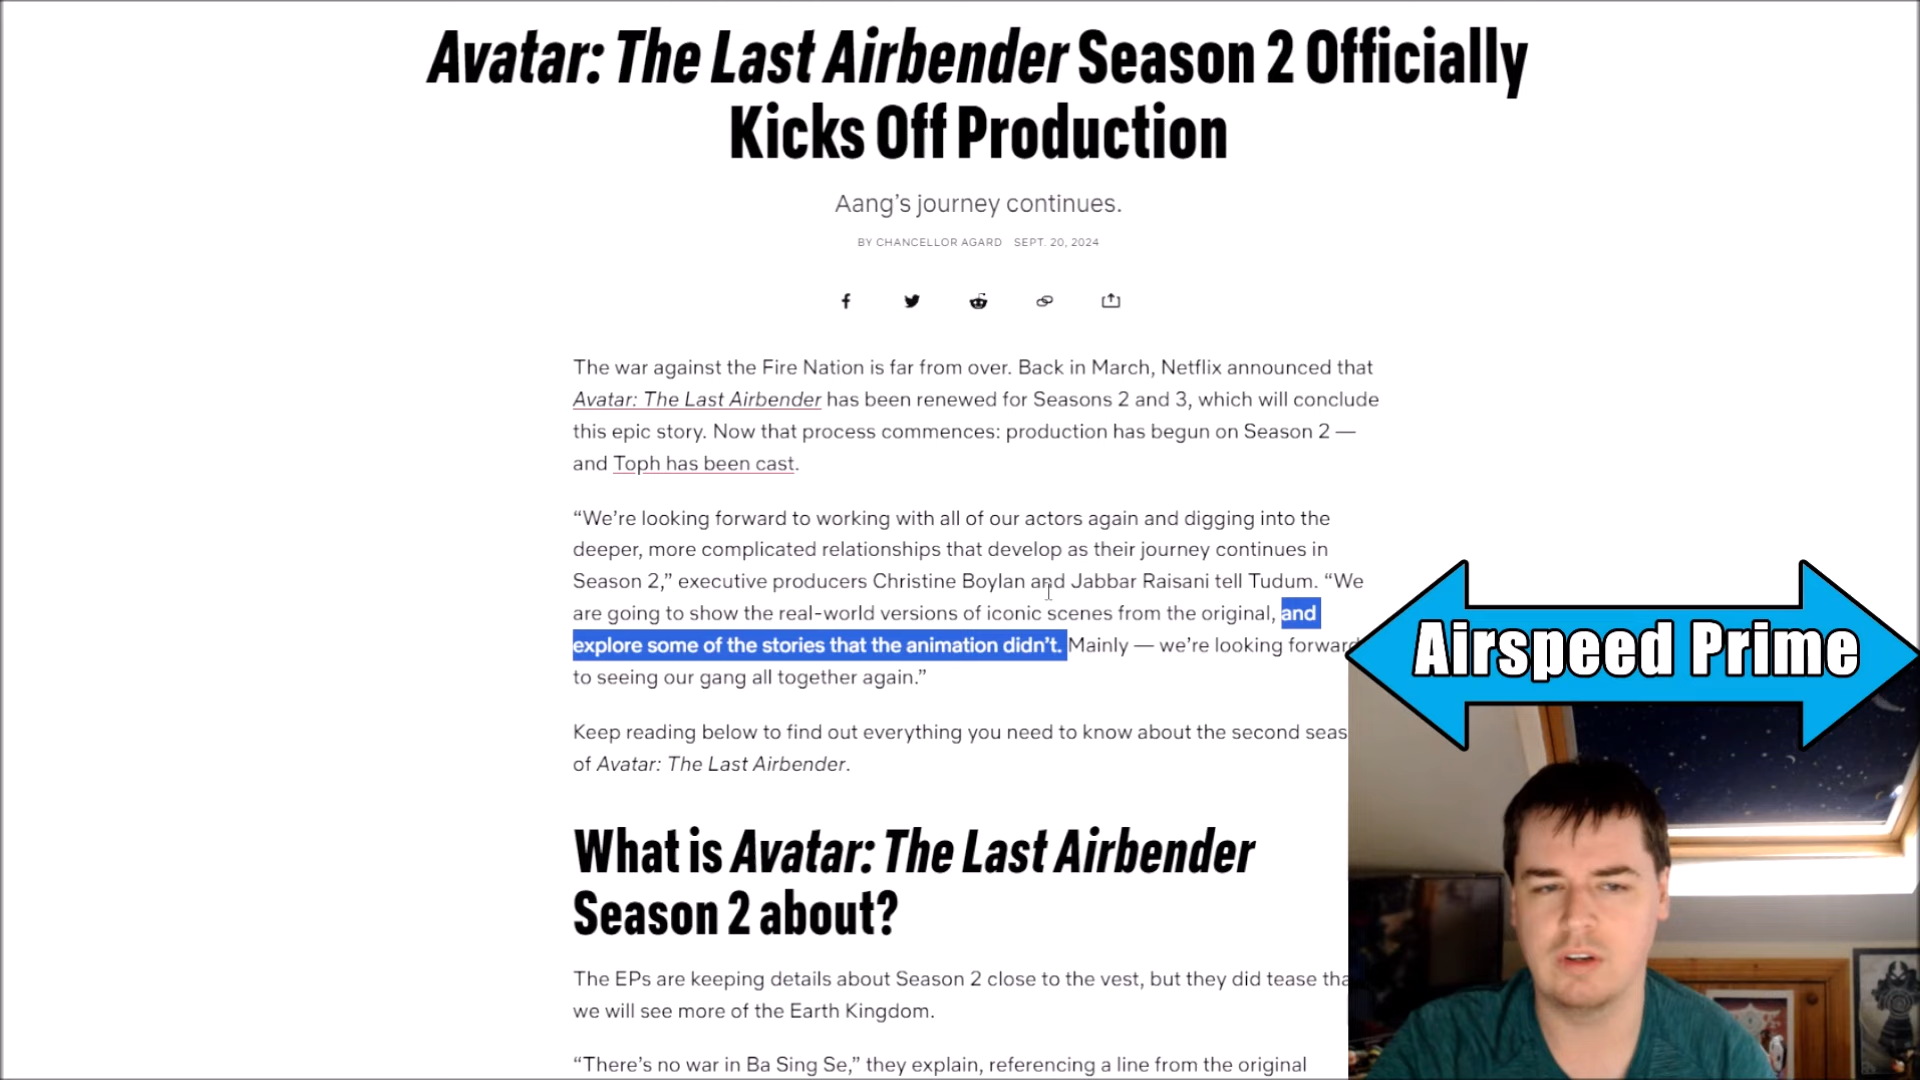 Avatar: The Last Airbender Season 2 Officially
Kicks Off Production
Aang's journey continues.
BY CHANCELLOR AGARD SEPT. 20, 2024
The war against the Fire Nation is far from over. Back in March, Netflix announced that
Avatar: The Last Airbender has been renewed for Seasons 2 and 3, which will conclude
this epic story. Now that process commences: production has begun on Season 2 —
and Toph has been cast.
“We're looking forward to working with all of our actors again and digging into the
deeper, more complicated relationships that develop as their journey continues in
Season 2,” executive producers Christine Boylan and Jabbar Raisani tell Tudum. “We
are going to show the real-world versions of iconic scenes from the original, and
explore some of the stories that the animation didn't. Mainly — we're looking forward
to seeing our gang all together again.”
Airspeed Prime
Keep reading below to find out everything you need to know about the second seas
of Avatar: The Last Airbender.
What is Avatar: The Last Airbender
Season 2 about?
The EPs are keeping details about Season 2 close to the vest, but they did tease tha
we will see more of the Earth Kingdom.
“There's no war in Ba Sing Se,” they explain, referencing a line from the original